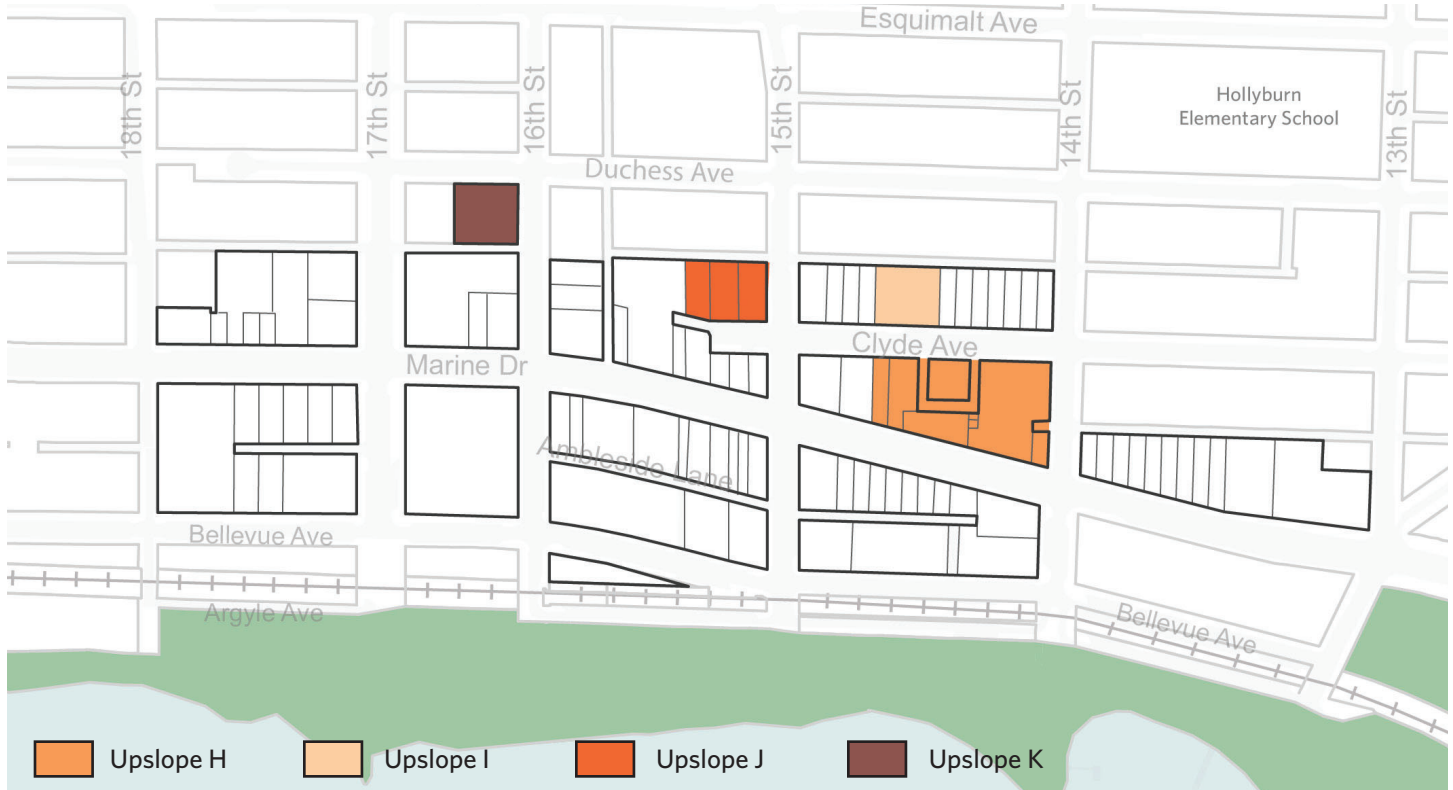 Esquimalt Ave
Hollyburn
Elementary School
18th St
17th St
16th St
15th St
14th St
13th St
Duchess Ave
Clyde Ave
Marine Dr
Ambleside Lane
Bellevue Ave
Argyle Ave
Bellevue Ave
Upslope H
Upslope I
Upslope J
Upslope K